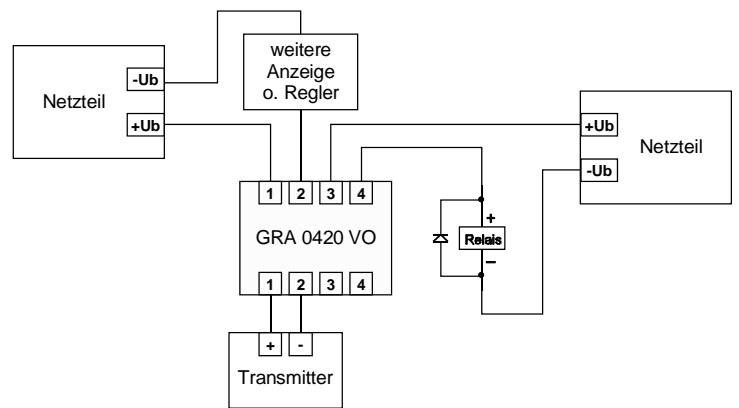 weitere
Anzeige
o. Regler
-Ub
Netzteil
+Ub
+Ub
Netzteil
-Ub
1 2 3 4
GRA 0420 VO
+
Relais
–
1 2 3 4
+ -
Transmitter